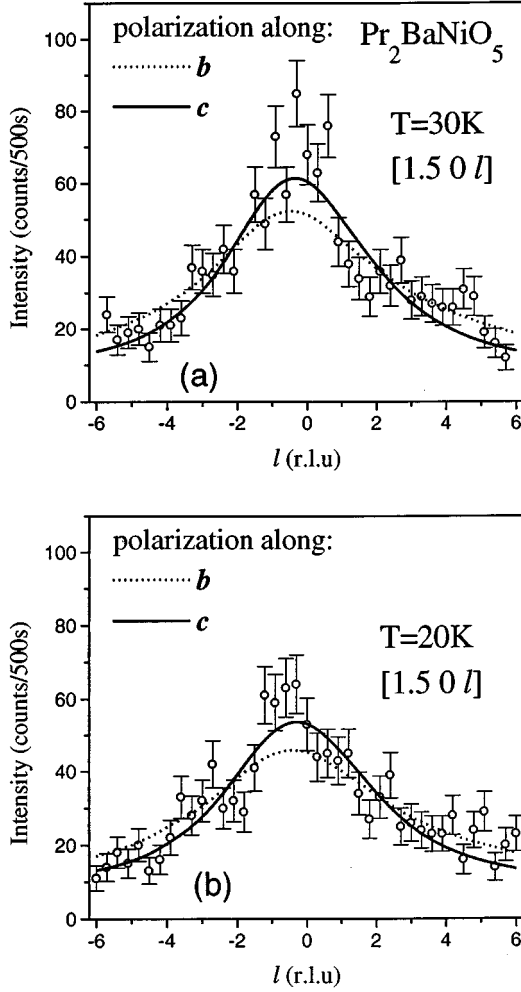 polarization along:
b
c
Pr2BaNiO5
T=30K
[1.5 0 l]
(a)
Intensity (counts/500s)
100
80
60
40
20
0
-6 -4 -2 0 2 4 6
l (r.l.u)
polarization along:
b
c
T=20K
[1.5 0 l]
(b)
Intensity (counts/500s)
100
80
60
40
20
0
-6 -4 -2 0 2 4 6
l (r.l.u)